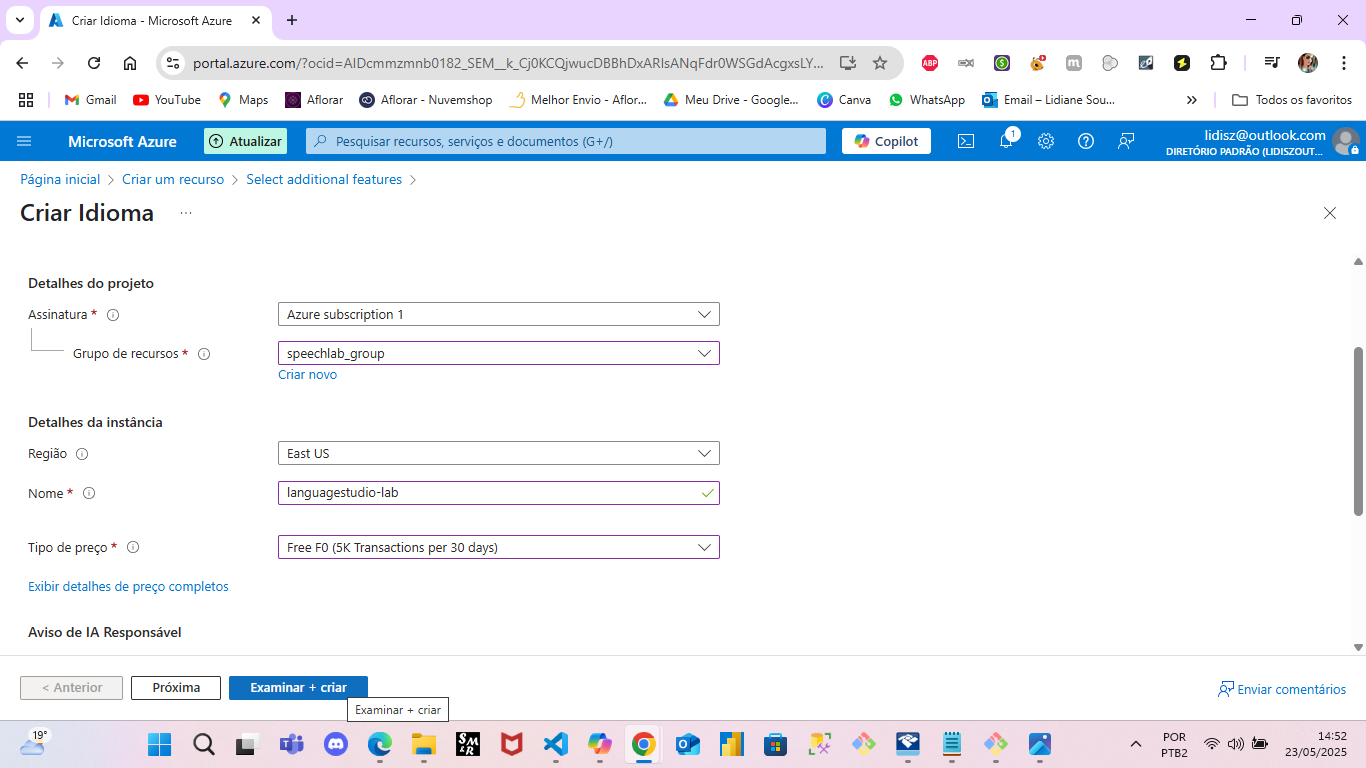 Criar Idioma - Microsoft Azure
portal.azure.com/?ocid=AIDcmmzmnb0182_SEM__k_Cj0KCQjwucDBBhDxARIsANqFdr0WSGdAcgxsLY...
ABP
Gmail YouTube Maps Aflorar Aflorar - Nuvemshop Melhor Envio - Aflor... Meu Drive - Google... Canva WhatsApp Email – Lidiane Sou... Todos os favoritos
Microsoft Azure Atualizar Pesquisar recursos, serviços e documentos (G+/) Copilot 1 lidisz@outlook.com
DIRETÓRIO PADRÃO (LIDISZOUT...
Página inicial > Criar um recurso > Select additional features >
Criar Idioma ...
Detalhes do projeto
Assinatura * Azure subscription 1
Grupo de recursos * speechlab_group
Criar novo
Detalhes da instância
Região East US
Nome * languagestudio-lab
Tipo de preço * Free F0 (5K Transactions per 30 days)
Exibir detalhes de preço completos
Aviso de IA Responsável
< Anterior Próxima Examinar + criar Enviar comentários
Examinar + criar
19°
POR
PTB2
14:52
23/05/2025